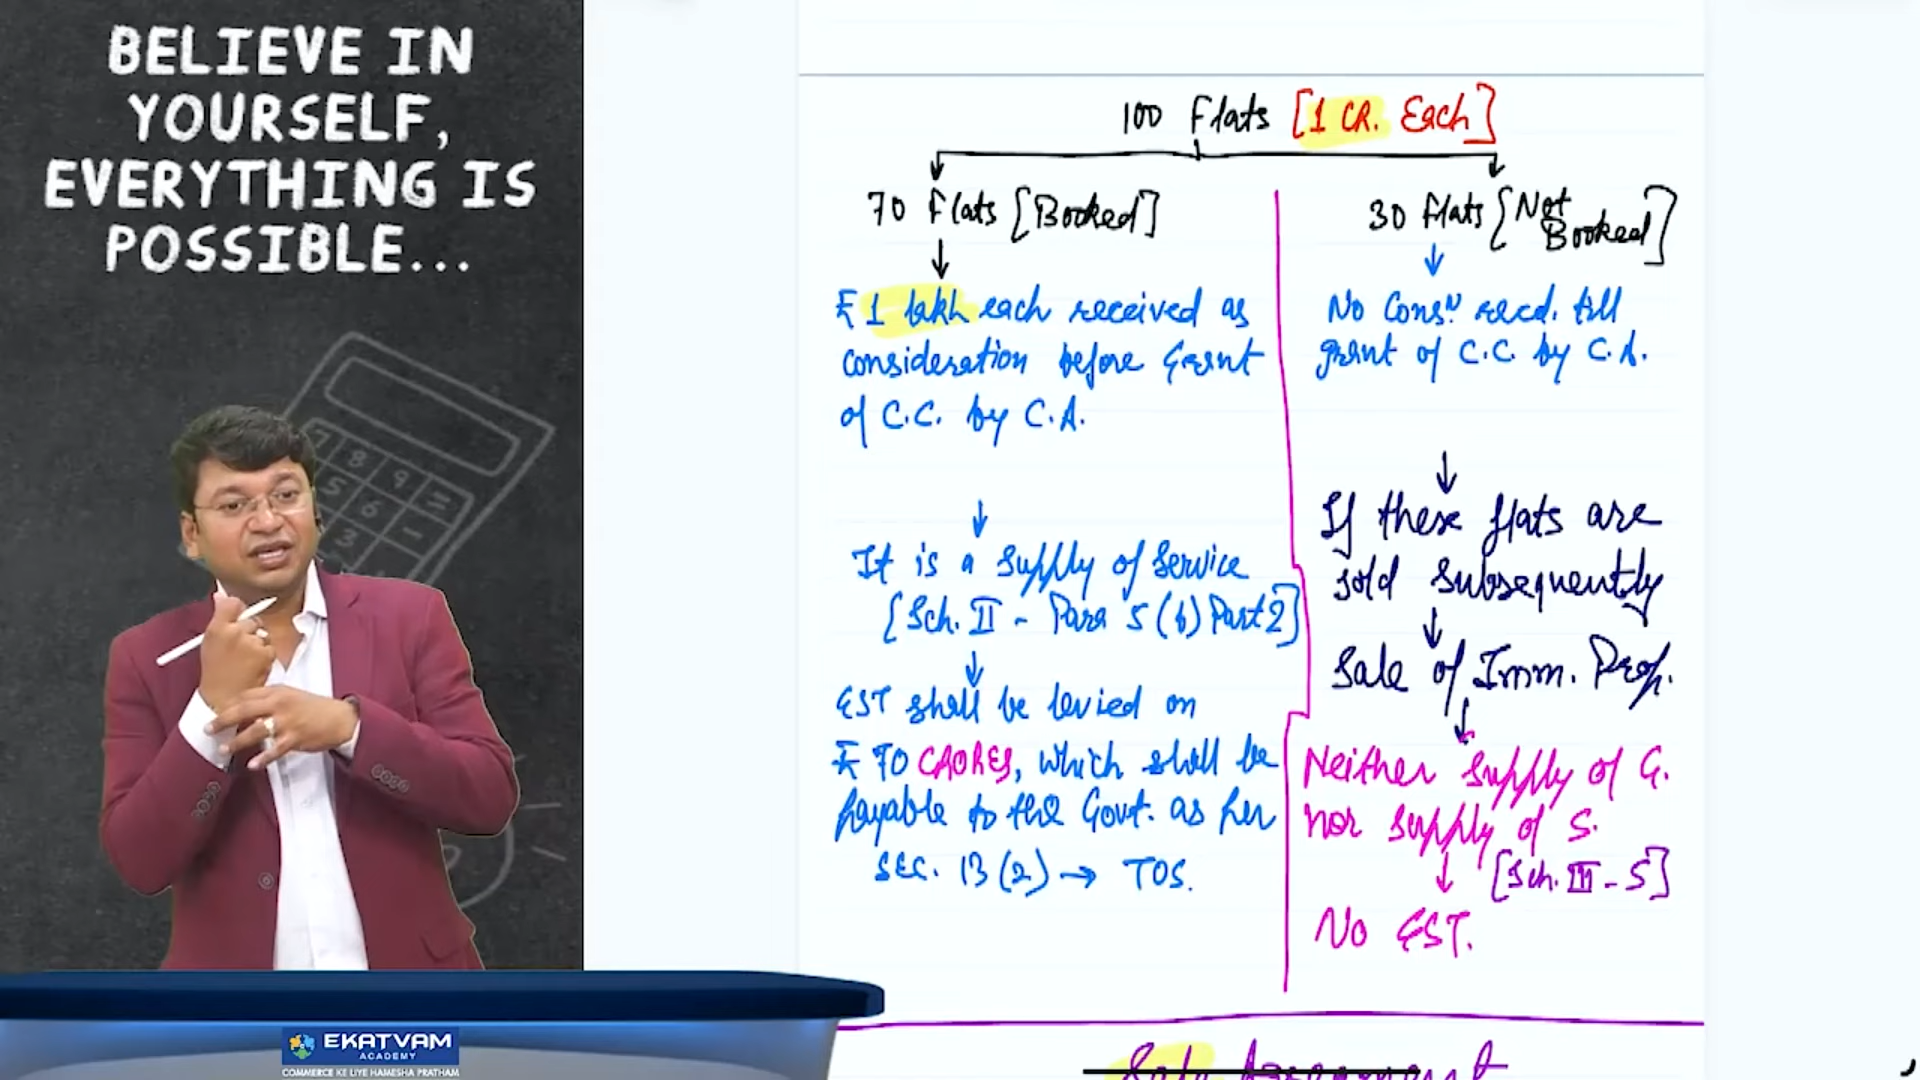 BELIEVE IN
YOURSELF,
EVERYTHING IS
POSSIBLE...
100 Flats [1 CR. Each]
70 Flats [Booked]
₹ 1 lakh each received as
consideration before Grant
of C.C. by C.A.
It is a supply of service
[Sch. II - Para 5 (b) Part 2]
GST shall be levied on
₹ 70 CRORES, which shall be
payable to the Govt. as per
SEC. 13 (2) → TOS.
30 flats [Not
Booked]
No Consn. recd. till
grant of C.C. by C.A.
If these flats are
sold subsequently
Sale of Imm. Prop.
Neither supply of G.
nor supply of S.
[Sch. III - 5]
No GST.
EKATVAM
ACADEMY
COMMERCE KE LIYE HAMESHA PRATHAM